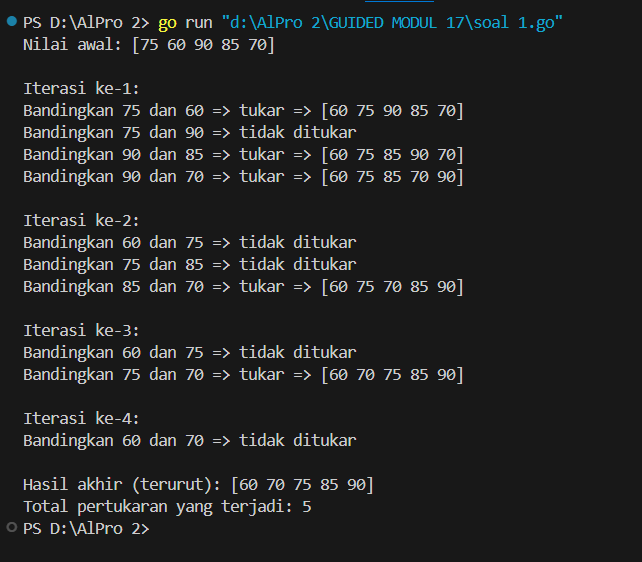 PS D:\AlPro 2> go run "d:\AlPro 2\GUIDED MODUL 17\soal 1.go"
Nilai awal: [75 60 90 85 70]
Iterasi ke-1:
Bandingkan 75 dan 60 => tukar => [60 75 90 85 70]
Bandingkan 75 dan 90 => tidak ditukar
Bandingkan 90 dan 85 => tukar => [60 75 85 90 70]
Bandingkan 90 dan 70 => tukar => [60 75 85 70 90]
Iterasi ke-2:
Bandingkan 60 dan 75 => tidak ditukar
Bandingkan 75 dan 85 => tidak ditukar
Bandingkan 85 dan 70 => tukar => [60 75 70 85 90]
Iterasi ke-3:
Bandingkan 60 dan 75 => tidak ditukar
Bandingkan 75 dan 70 => tukar => [60 70 75 85 90]
Iterasi ke-4:
Bandingkan 60 dan 70 => tidak ditukar
Hasil akhir (terurut): [60 70 75 85 90]
Total pertukaran yang terjadi: 5
PS D:\AlPro 2>